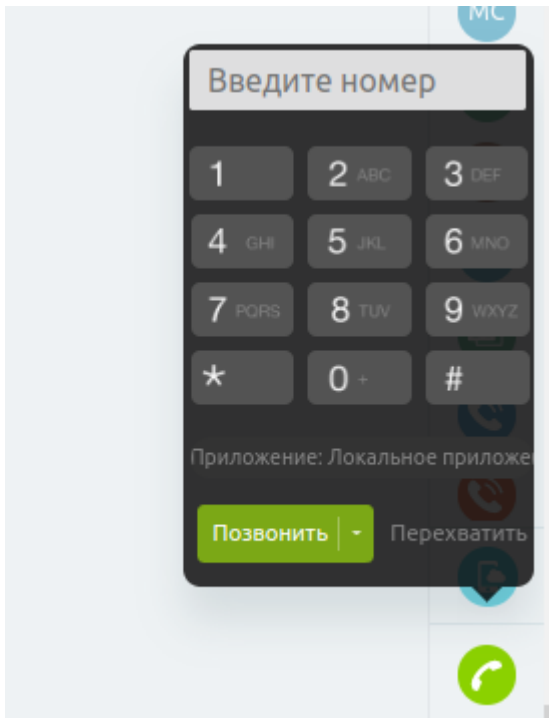 МС
Введите номер
1 2 ABC 3 DEF
4 GHI 5 JKL 6 MNO
7 PQRS 8 TUV 9 WXYZ
* 0 + #
Приложение: Локальное приложе
Позвонить Перехватить